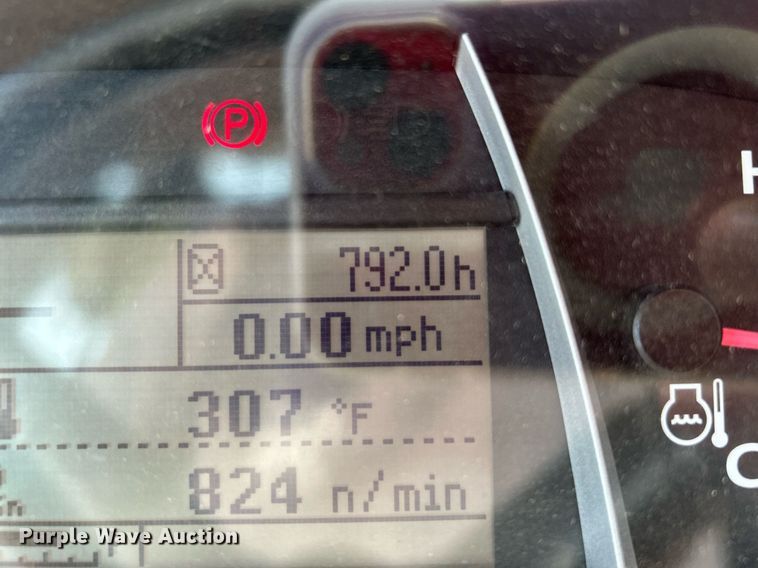 P
H
792.0h
0.00 mph
307 °F
824 n/min
C
Purple Wave Auction